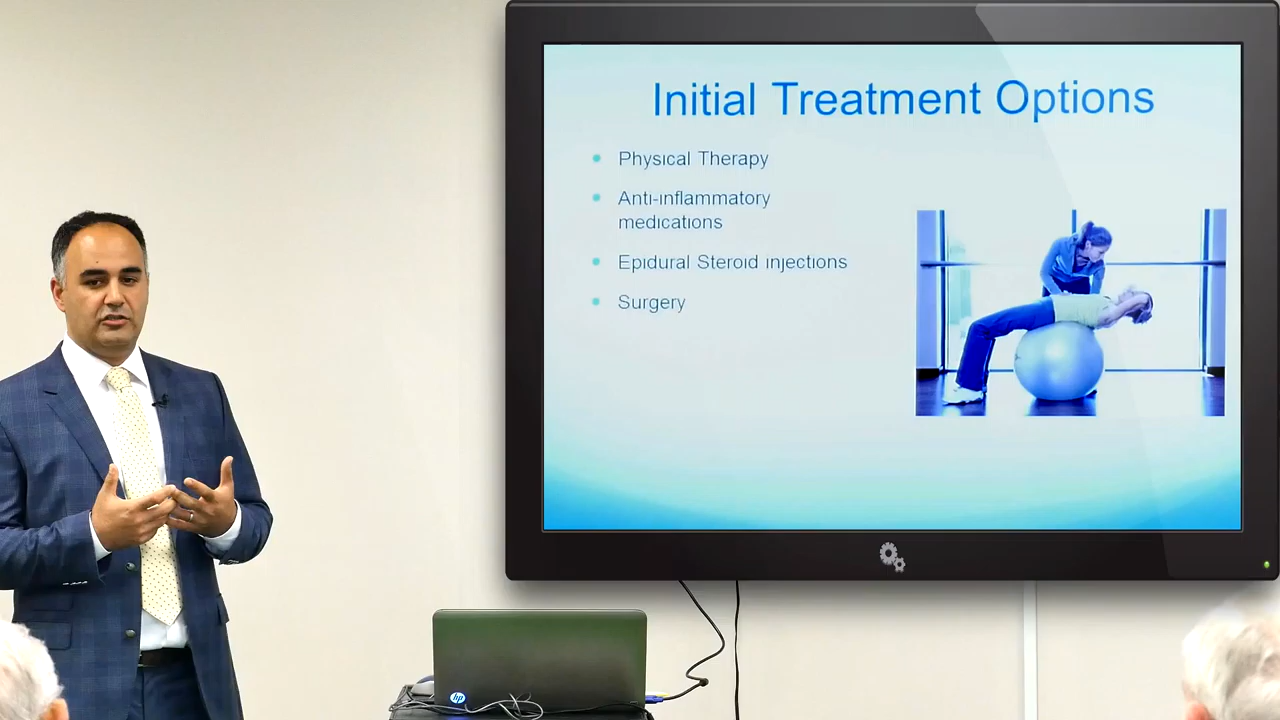 Initial Treatment Options
Physical Therapy
Anti-inflammatory
medications
Epidural Steroid injections
Surgery
hp